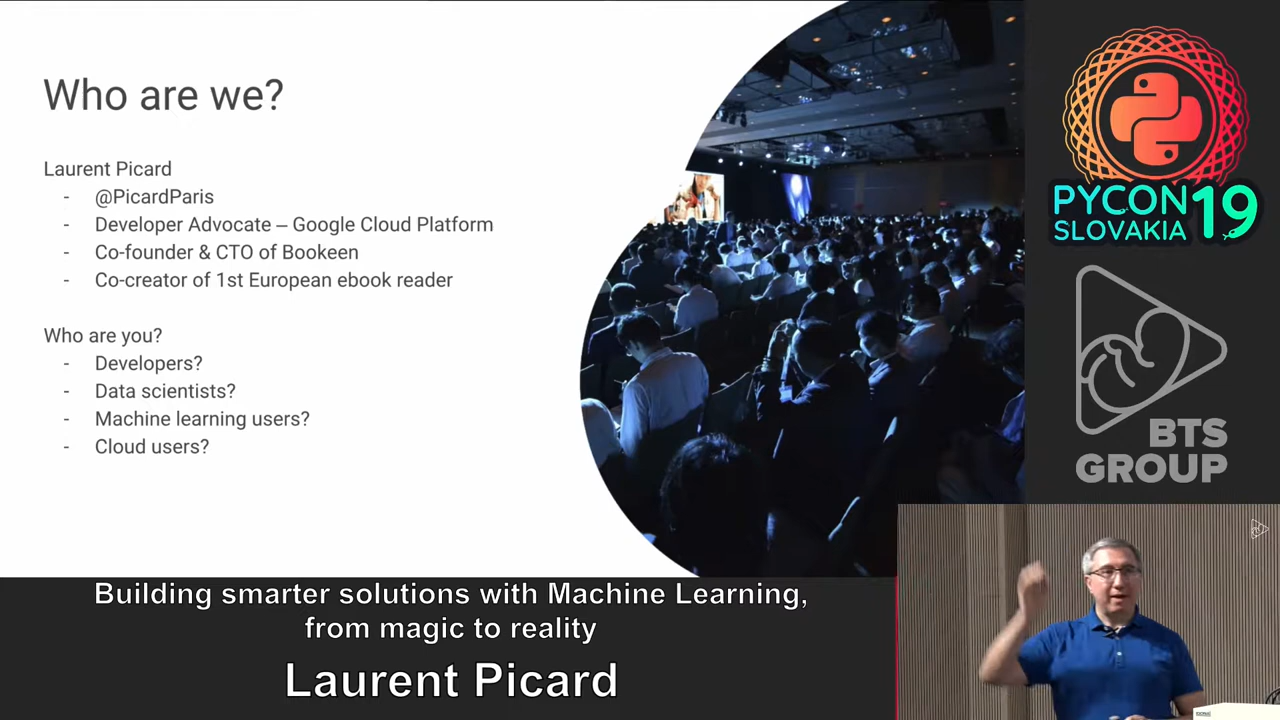 Who are we?
Laurent Picard
- @PicardParis
- Developer Advocate – Google Cloud Platform
- Co-founder & CTO of Bookeen
- Co-creator of 1st European ebook reader
Who are you?
- Developers?
- Data scientists?
- Machine learning users?
- Cloud users?
PYCON 19
SLOVAKIA
BTS
GROUP
Building smarter solutions with Machine Learning,
from magic to reality
Laurent Picard